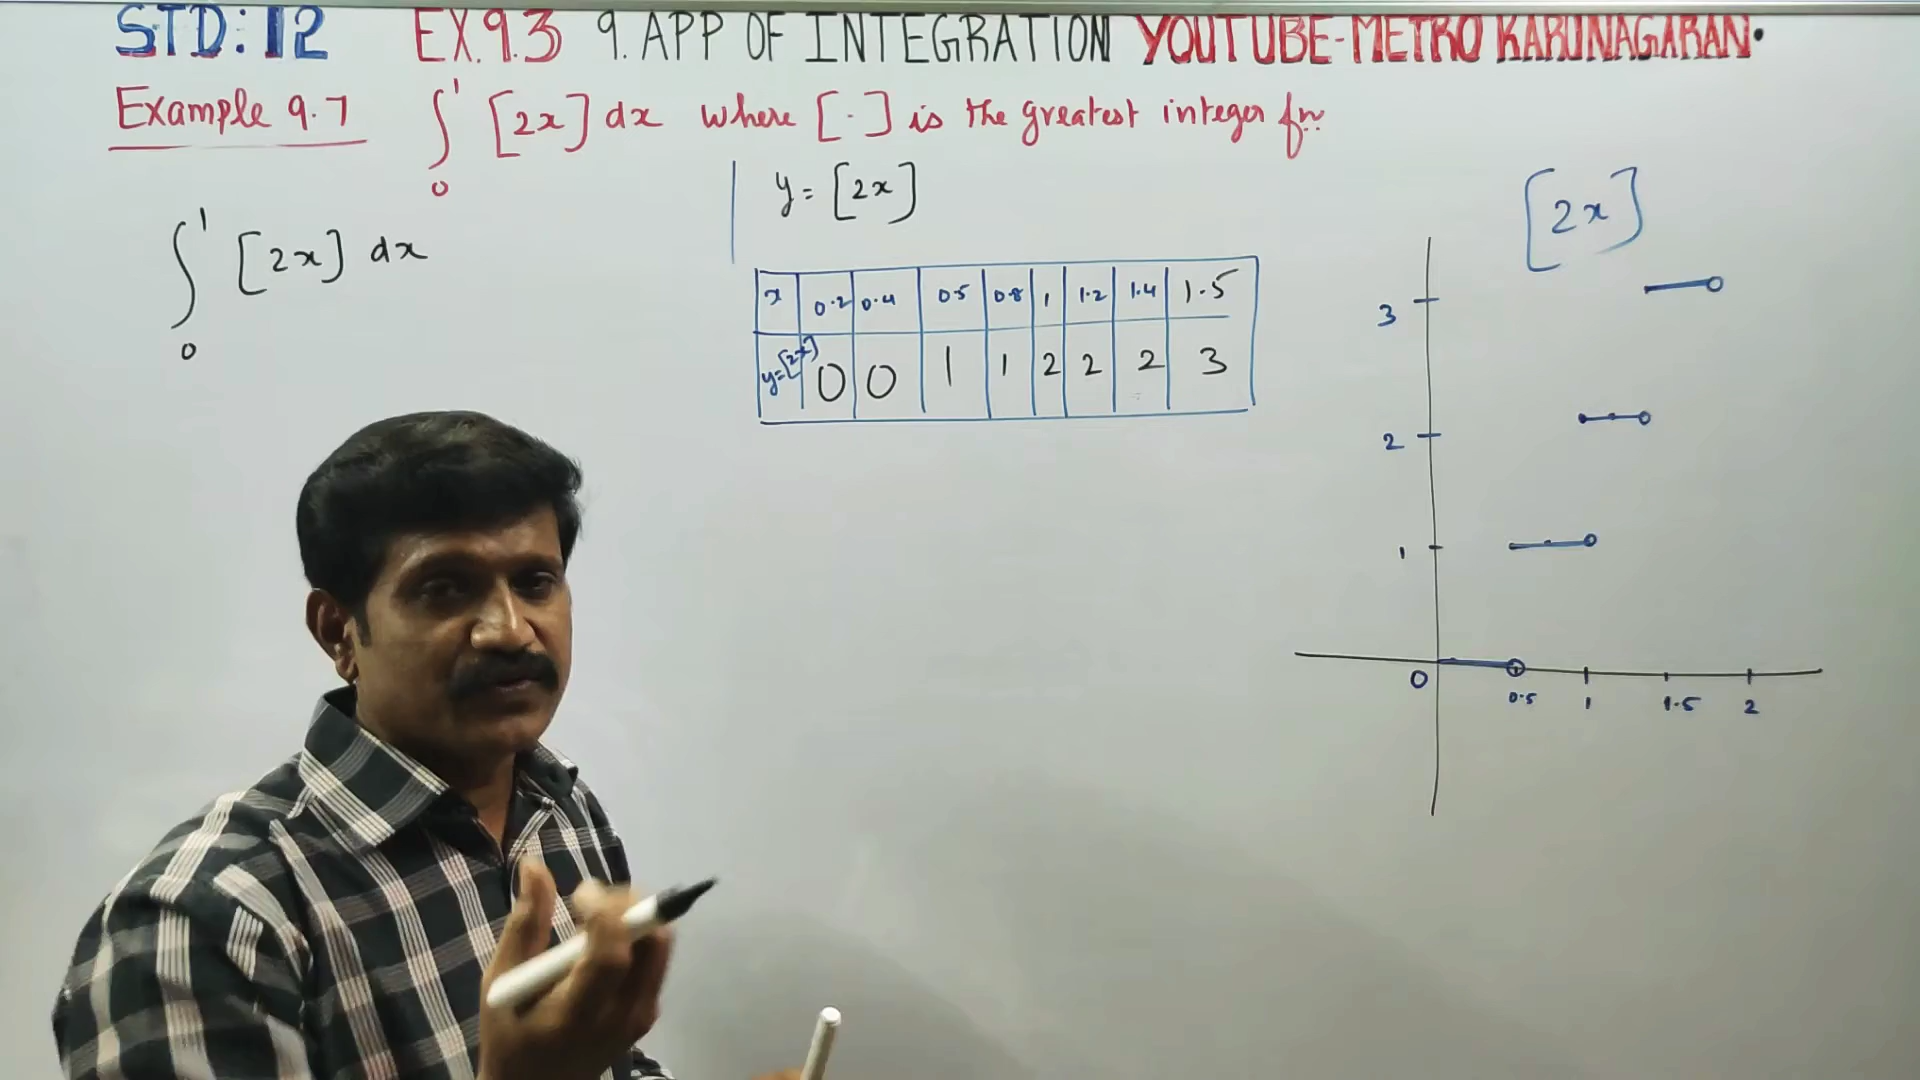 STD: 12 EX.9.3 9. APP OF INTEGRATION YOUTUBE-METRO KARUNAGARAN.
Example 9.7 ∫₀¹ [2x] dx where [·] is the greatest integer fn
∫₀¹ [2x] dx
y = [2x]
x 0.2 0.4 0.5 0.8 1 1.2 1.4 1.5
y=[2x] 0 0 1 1 2 2 2 3
[2x]
3
2
1
0 0.5 1 1.5 2